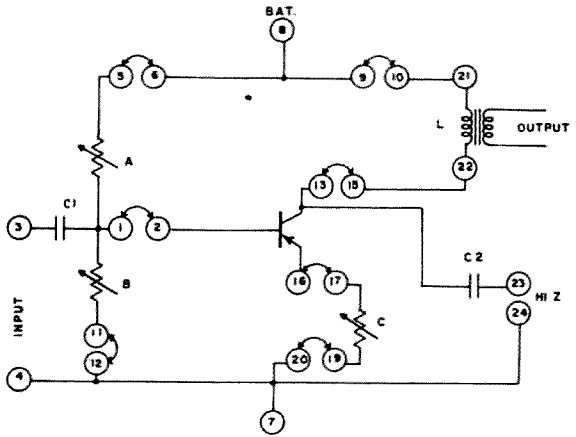 BAT.
8
5 6 9 10 21
L OUTPUT
A
22
13 15
C1
3 1 2
C2
16 17 23
B HI Z
24
INPUT
11 C
12 20 19
4
7